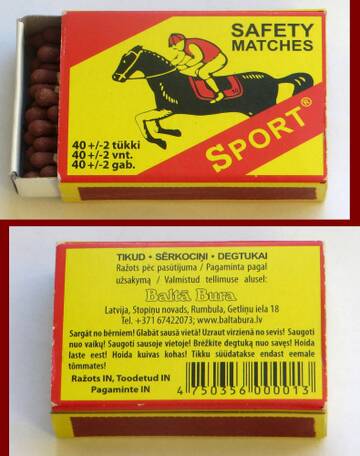 SAFETY
MATCHES
SPORT®
40 +/-2 tükki
40 +/-2 vnt.
40 +/-2 gab.
TIKUD • SĒRKOCIŅI • DEGTUKAI
Ražots pēc pasūtījuma / Pagaminta pagal
užsakymą / Valmistud tellimuse alusel:
Baltā Bura
Latvija, Stopiņu novads, Rumbula, Getliņu iela 18
Tel. +371 67422073; www.baltabura.lv
Sargāt no bērniem! Glabāt sausā vietā! Uzraut virzienā no sevis! Saugoti
nuo vaikų! Saugoti sausoje vietoje! Brėžkite degtuką nuo savęs! Hoida
laste eest! Hoida kuivas kohas! Tikku süüdatakse endast eemale
tõmmates!
Ražots IN, Toodetud IN
Pagaminte IN
4 750356 000013